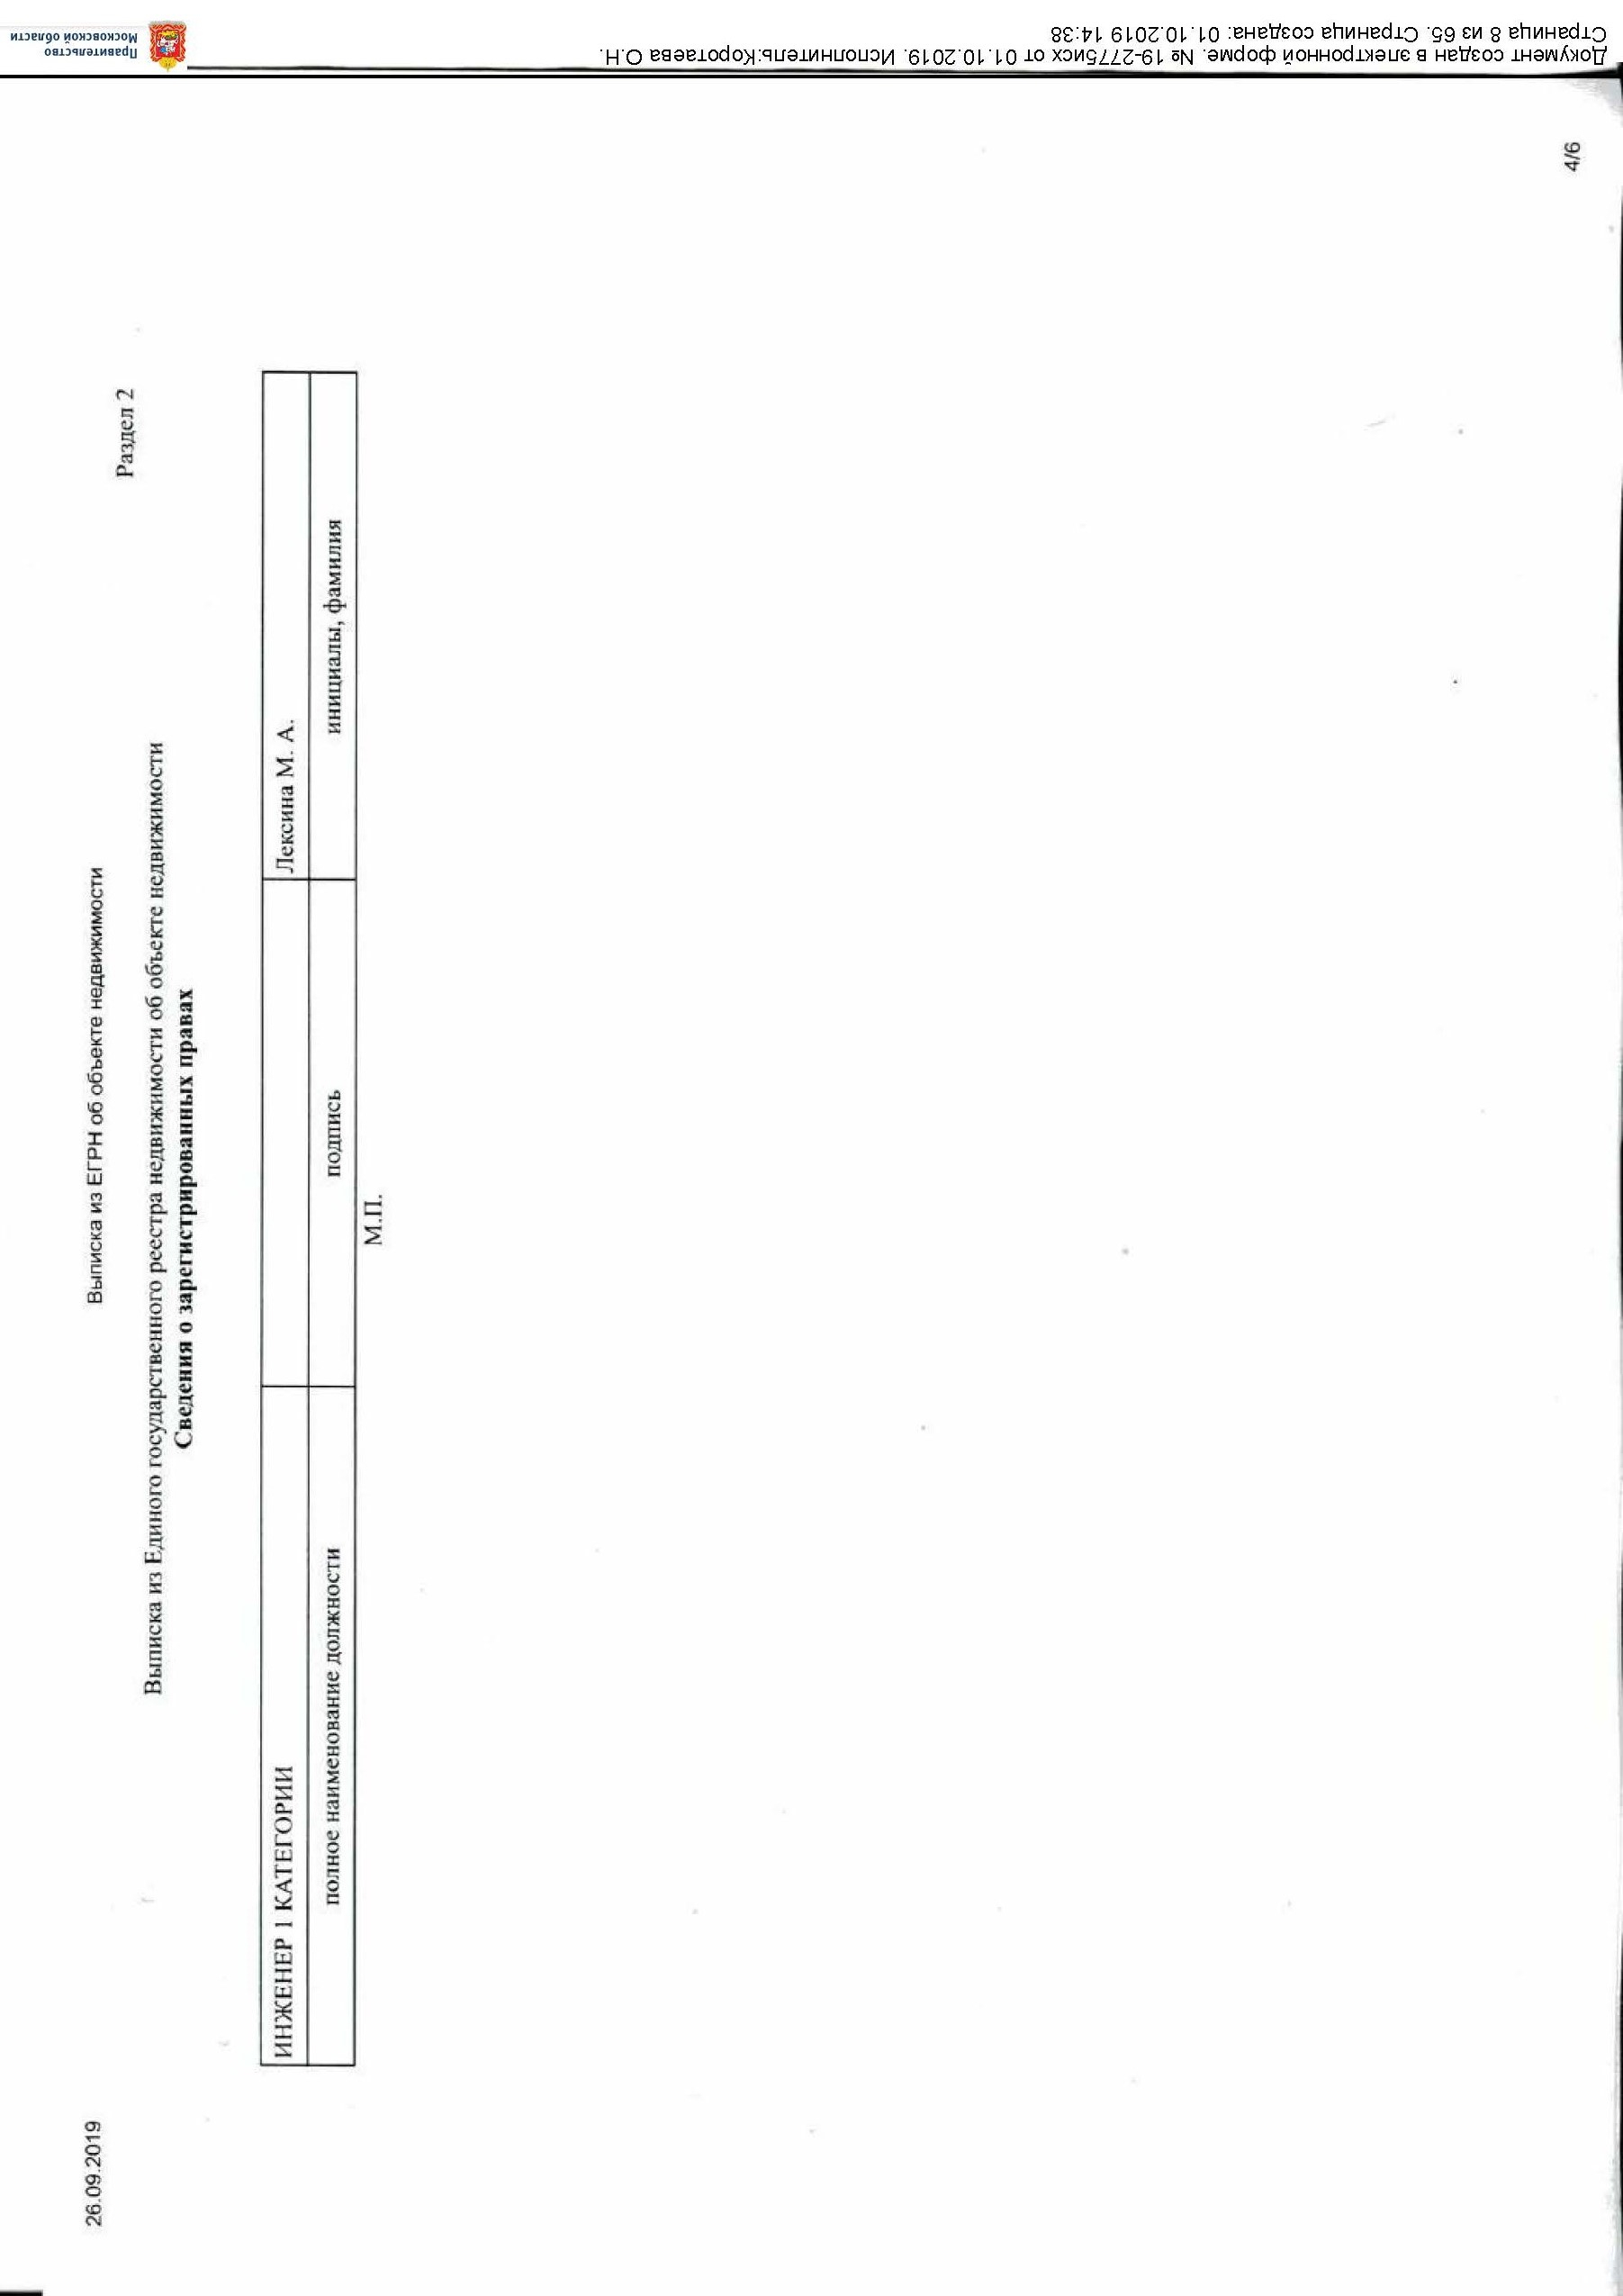 26.09.2019
Выписка из ЕГРН об объекте недвижимости
Раздел 2
Выписка из Единого государственного реестра недвижимости об объекте недвижимости
Сведения о зарегистрированных правах
ИНЖЕНЕР 1 КАТЕГОРИИ
Лексина М. А.
полное наименование должности
подпись
инициалы, фамилия
М.П.
4/6
Документ создан в электронной форме. № 19-2775исх от 01.10.2019. Исполнитель:Коротаева О.Н.
Страница 8 из 65. Страница создана: 01.10.2019 14:38
Правительство
Московской области